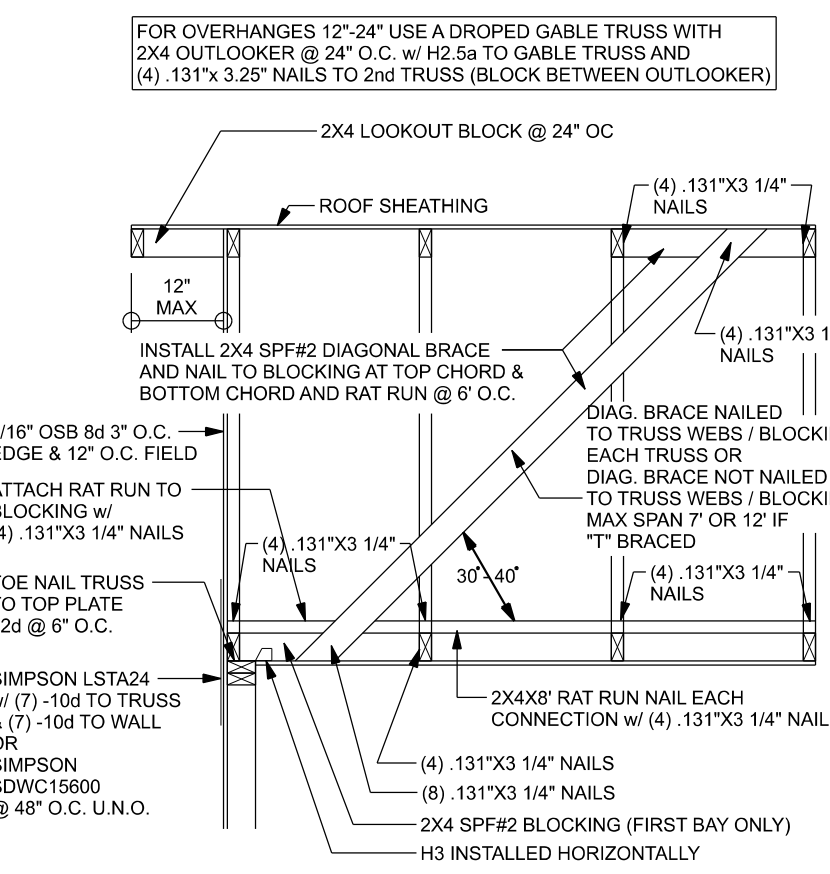 FOR OVERHANGES 12"-24" USE A DROPED GABLE TRUSS WITH
2X4 OUTLOOKER @ 24" O.C. w/ H2.5a TO GABLE TRUSS AND
(4) .131"x 3.25" NAILS TO 2nd TRUSS (BLOCK BETWEEN OUTLOOKER)
2X4 LOOKOUT BLOCK @ 24" OC
(4) .131"X3 1/4"
NAILS
ROOF SHEATHING
12"
MAX
(4) .131"X3 1
NAILS
INSTALL 2X4 SPF#2 DIAGONAL BRACE
AND NAIL TO BLOCKING AT TOP CHORD &
BOTTOM CHORD AND RAT RUN @ 6' O.C.
DIAG. BRACE NAILED
TO TRUSS WEBS / BLOCKI
EACH TRUSS OR
DIAG. BRACE NOT NAILED
TO TRUSS WEBS / BLOCKI
MAX SPAN 7' OR 12' IF
"T" BRACED
/16" OSB 8d 3" O.C.
EDGE & 12" O.C. FIELD
ATTACH RAT RUN TO
BLOCKING w/
4) .131"X3 1/4" NAILS
(4) .131"X3 1/4"
NAILS
30°-40°
(4) .131"X3 1/4"
NAILS
TOE NAIL TRUSS
TO TOP PLATE
2d @ 6" O.C.
SIMPSON LSTA24
w/ (7) -10d TO TRUSS
& (7) -10d TO WALL
OR
SIMPSON
SDWC15600
@ 48" O.C. U.N.O.
2X4X8' RAT RUN NAIL EACH
CONNECTION w/ (4) .131"X3 1/4" NAIL
(4) .131"X3 1/4" NAILS
(8) .131"X3 1/4" NAILS
2X4 SPF#2 BLOCKING (FIRST BAY ONLY)
H3 INSTALLED HORIZONTALLY